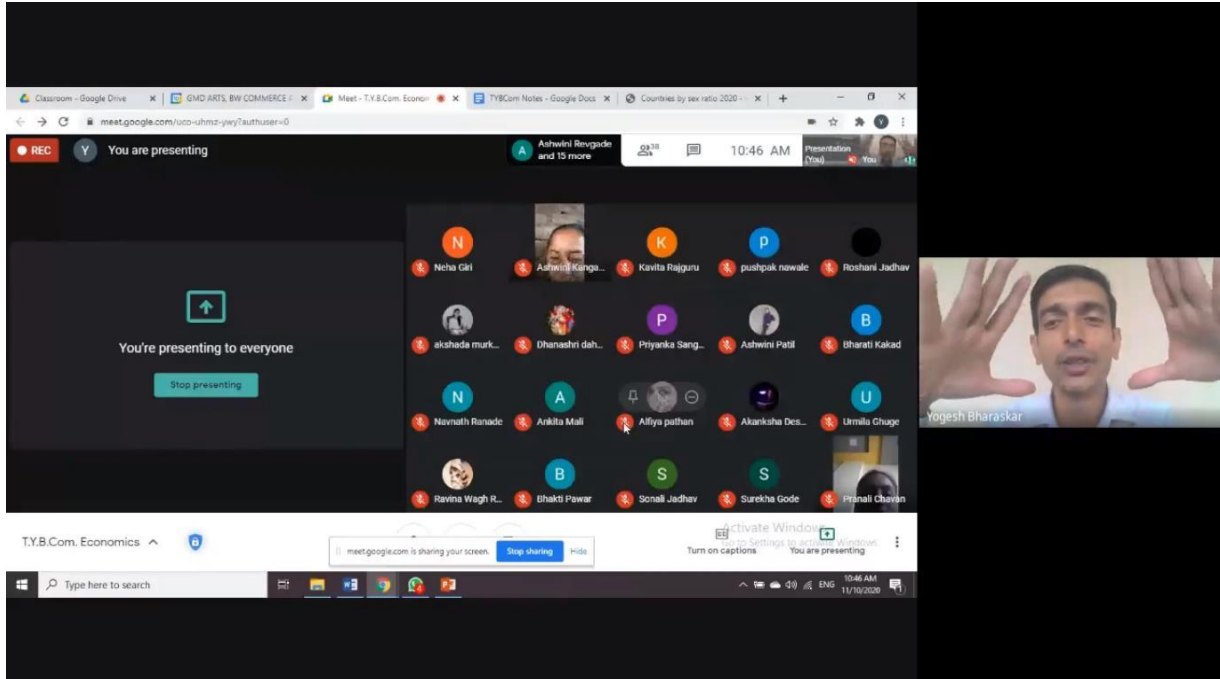 Classroom - Google Drive
GMD ARTS, BW COMMERCE
Meet - T.Y.B.Com. Econom
TYBCom Notes - Google Docs
Countries by sex ratio 2020 -
meet.google.com/uco-uhmz-ywy?authuser=0
REC
Y
You are presenting
A
Ashwini Revgade
and 15 more
38
10:46 AM
Presentation
(You)
You
N
Neha Giri
Ashwini Kanga...
K
Kavita Rajguru
p
pushpak nawale
Roshani Jadhav
You're presenting to everyone
Stop presenting
akshada murk...
Dhanashri dah...
P
Priyanka Sang...
Ashwini Patil
B
Bharati Kakad
N
Navnath Ranade
A
Ankita Mali
Alfiya pathan
Akanksha Des...
U
Urmila Ghuge
Yogesh Bharaskar
Ravina Wagh R...
B
Bhakti Pawar
S
Sonali Jadhav
S
Surekha Gode
Pranali Chavan
T.Y.B.Com. Economics
meet.google.com is sharing your screen.
Stop sharing
Hide
Turn on captions
You are presenting
Activate Windows
Go to Settings to activate Windows.
Type here to search
ENG
10:46 AM
11/10/2020